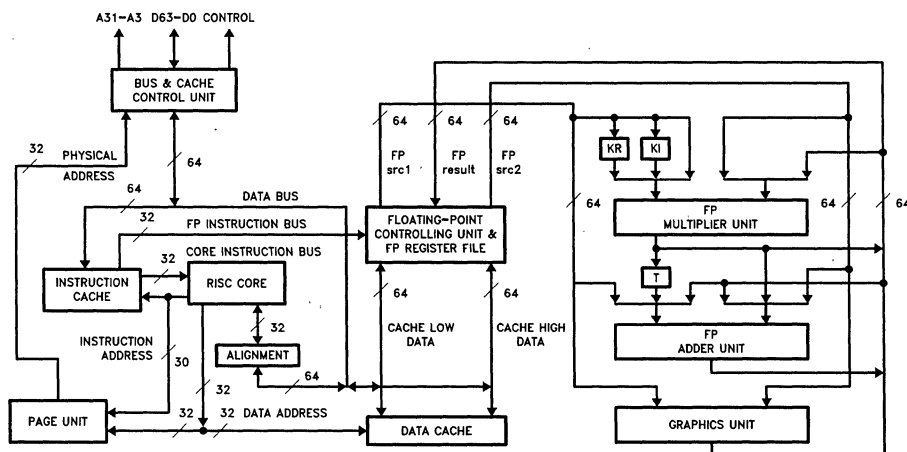 A31-A3 D63-D0 CONTROL
BUS & CACHE
CONTROL UNIT
32
PHYSICAL
ADDRESS
64
64
DATA BUS
32
FP INSTRUCTION BUS
CORE INSTRUCTION BUS
INSTRUCTION
CACHE
32
RISC CORE
INSTRUCTION
ADDRESS
30
32
32
ALIGNMENT
64
PAGE UNIT
32
32
DATA ADDRESS
DATA CACHE
64
64
64
FP
src1
FP
result
FP
src2
FLOATING-POINT
CONTROLLING UNIT &
FP REGISTER FILE
64
64
CACHE LOW
DATA
CACHE HIGH
DATA
KR
KI
64
64
64
FP
MULTIPLIER UNIT
T
FP
ADDER UNIT
GRAPHICS UNIT